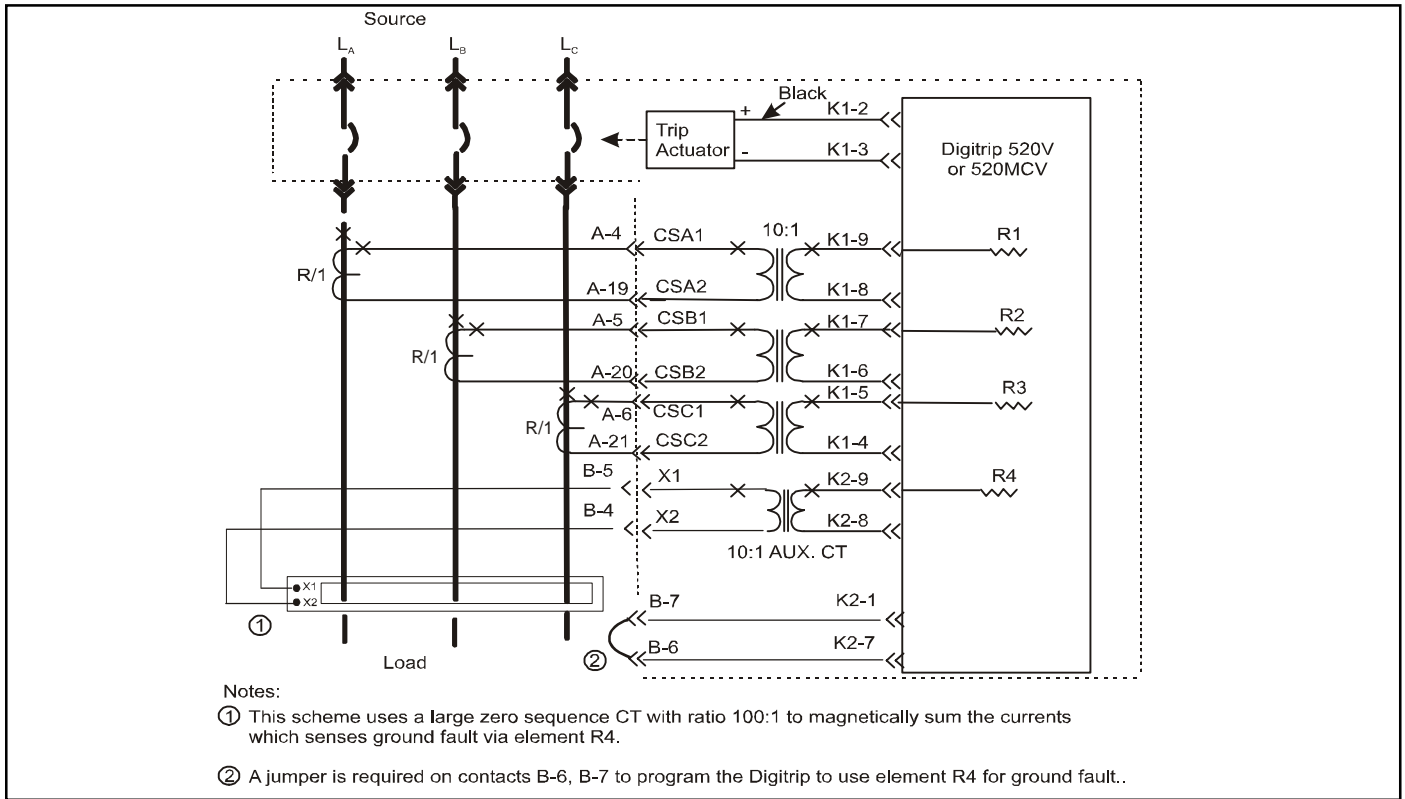 Source
LA LB LC
Black
+ K1-2
Trip
Actuator
- K1-3
Digitrip 520V
or 520MCV
A-4 CSA1 10:1 K1-9 R1
R/1
A-19 CSA2 K1-8
A-5 CSB1 K1-7 R2
R/1
A-20 CSB2 K1-6
K1-5 R3
A-6 CSC1
R/1
A-21 CSC2 K1-4
B-5 X1 K2-9 R4
B-4 X2 K2-8
10:1 AUX. CT
X1
X2
①
B-7 K2-1
B-6 K2-7
②
Load
Notes:
① This scheme uses a large zero sequence CT with ratio 100:1 to magnetically sum the currents
which senses ground fault via element R4.
② A jumper is required on contacts B-6, B-7 to program the Digitrip to use element R4 for ground fault..